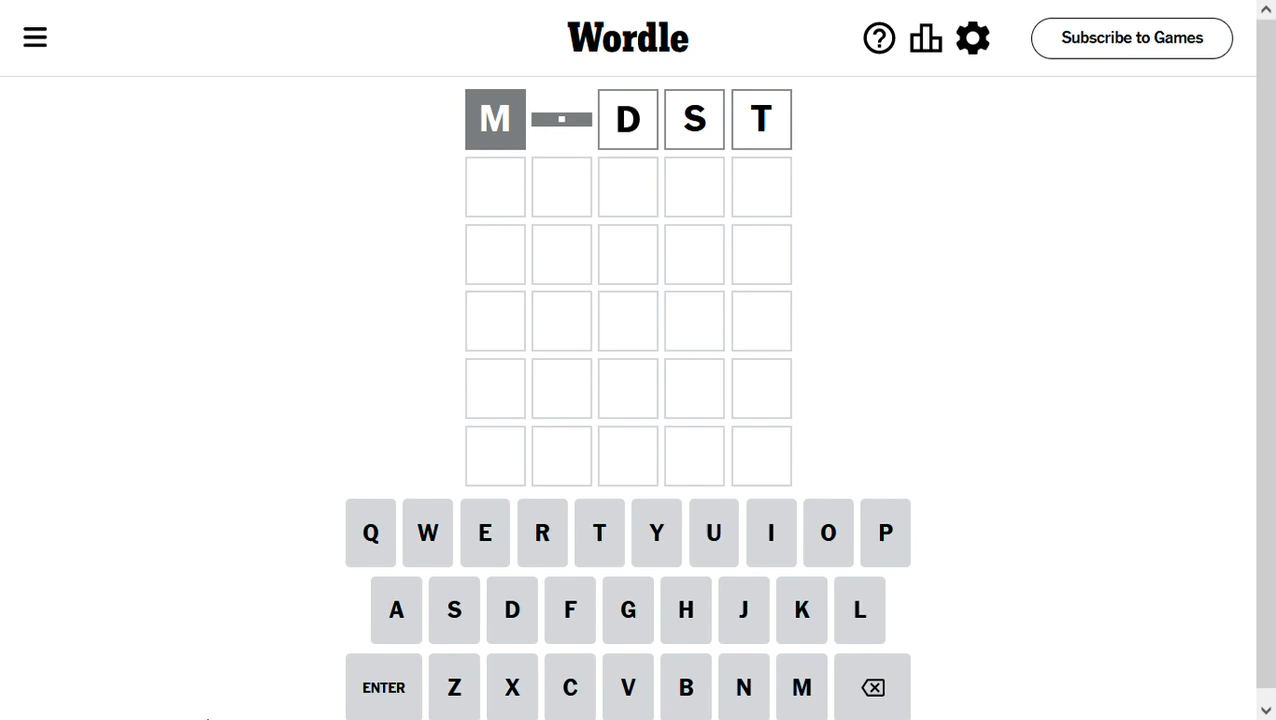 Wordle
Subscribe to Games
M D S T
Q W E R T Y U I O P
A S D F G H J K L
ENTER Z X C V B N M